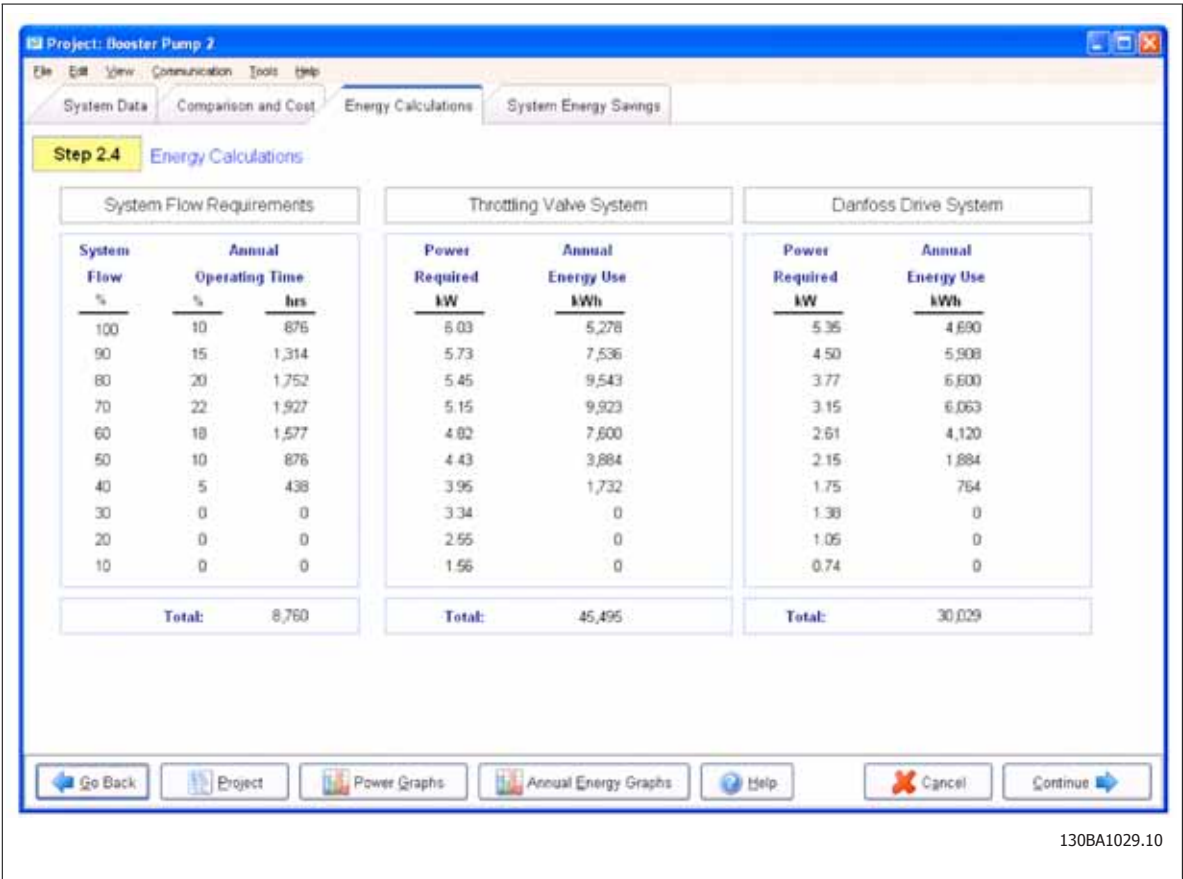 Project: Booster Pump 2
File Edit View Communication Tools Help
System Data Comparison and Cost Energy Calculations System Energy Savings
Step 2.4 Energy Calculations
System Flow Requirements Throttling Valve System Danfoss Drive System
System Annual Power Annual Power Annual
Flow Operating Time Required Energy Use Required Energy Use
% % hrs kW kWh kW kWh
100 10 876 6.03 5,278 5.35 4,690
90 15 1,314 5.73 7,536 4.50 5,908
80 20 1,752 5.45 9,543 3.77 6,600
70 22 1,927 5.15 9,923 3.15 6,063
60 18 1,577 4.82 7,600 2.61 4,120
50 10 876 4.43 3,884 2.15 1,884
40 5 438 3.95 1,732 1.75 764
30 0 0 3.34 0 1.38 0
20 0 0 2.55 0 1.05 0
10 0 0 1.56 0 0.74 0
Total: 8,760 Total: 45,495 Total: 30,029
Go Back Project Power Graphs Annual Energy Graphs Help Cancel Continue
130BA1029.10